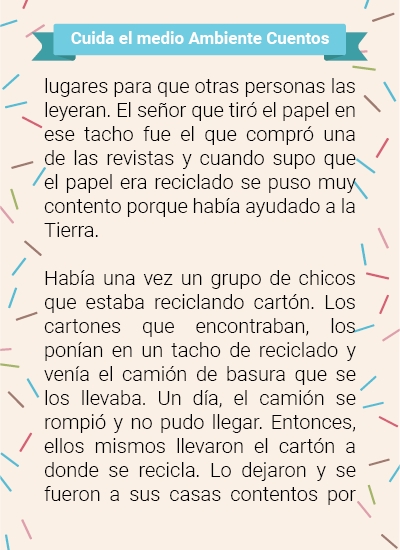 Cuida el medio Ambiente Cuentos
lugares para que otras personas las
leyeran. El señor que tiró el papel en
ese tacho fue el que compró una
de las revistas y cuando supo que
el papel era reciclado se puso muy
contento porque había ayudado a la
Tierra.
Había una vez un grupo de chicos
que estaba reciclando cartón. Los
cartones que encontraban, los
ponían en un tacho de reciclado y
venía el camión de basura que se
los llevaba. Un día, el camión se
rompió y no pudo llegar. Entonces,
ellos mismos llevaron el cartón a
donde se recicla. Lo dejaron y se
fueron a sus casas contentos por